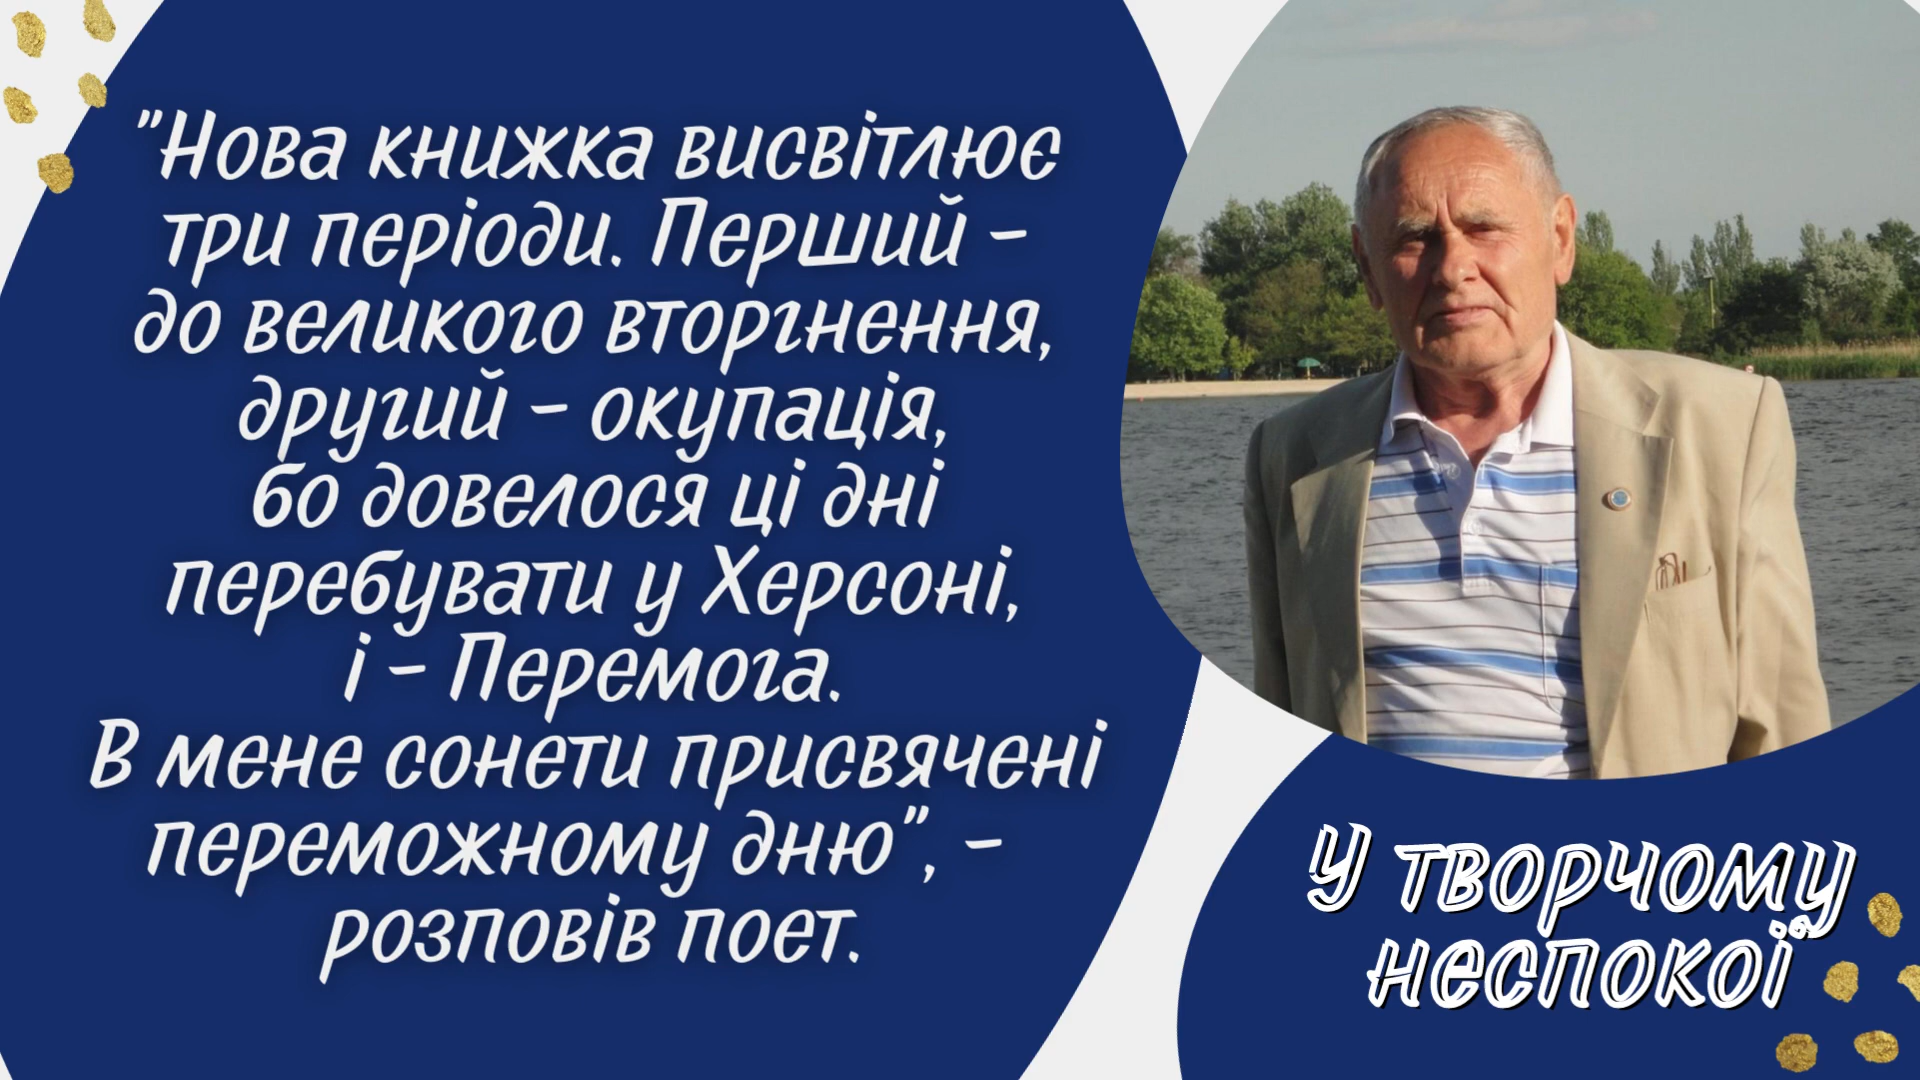 "Нова книжка висвітлює
три періоди. Перший –
до великого вторгнення,
другий – окупація,
бо довелося ці дні
перебувати у Херсоні,
і – Перемога.
В мене сонети присвячені
переможному дню", –
розповів поет.
У творчому
неспокої